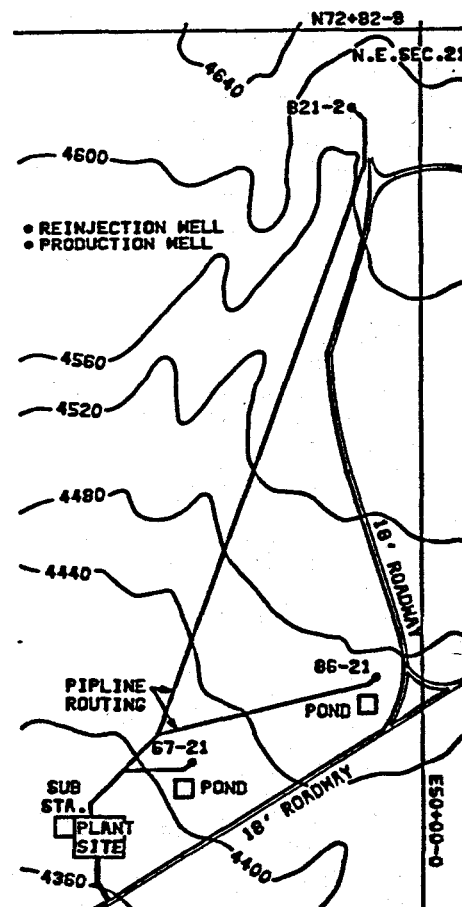 N72+82-9
N.E.SEC.21
4640
B21-2
4600
REINJECTION WELL
PRODUCTION WELL
4560
4520
4480
18' ROADWAY
4440
86-21
PIPLINE
ROUTING
POND
67-21
SUB
STA.
POND
E50+00-0
PLANT
SITE
18' ROADWAY
4400
4360